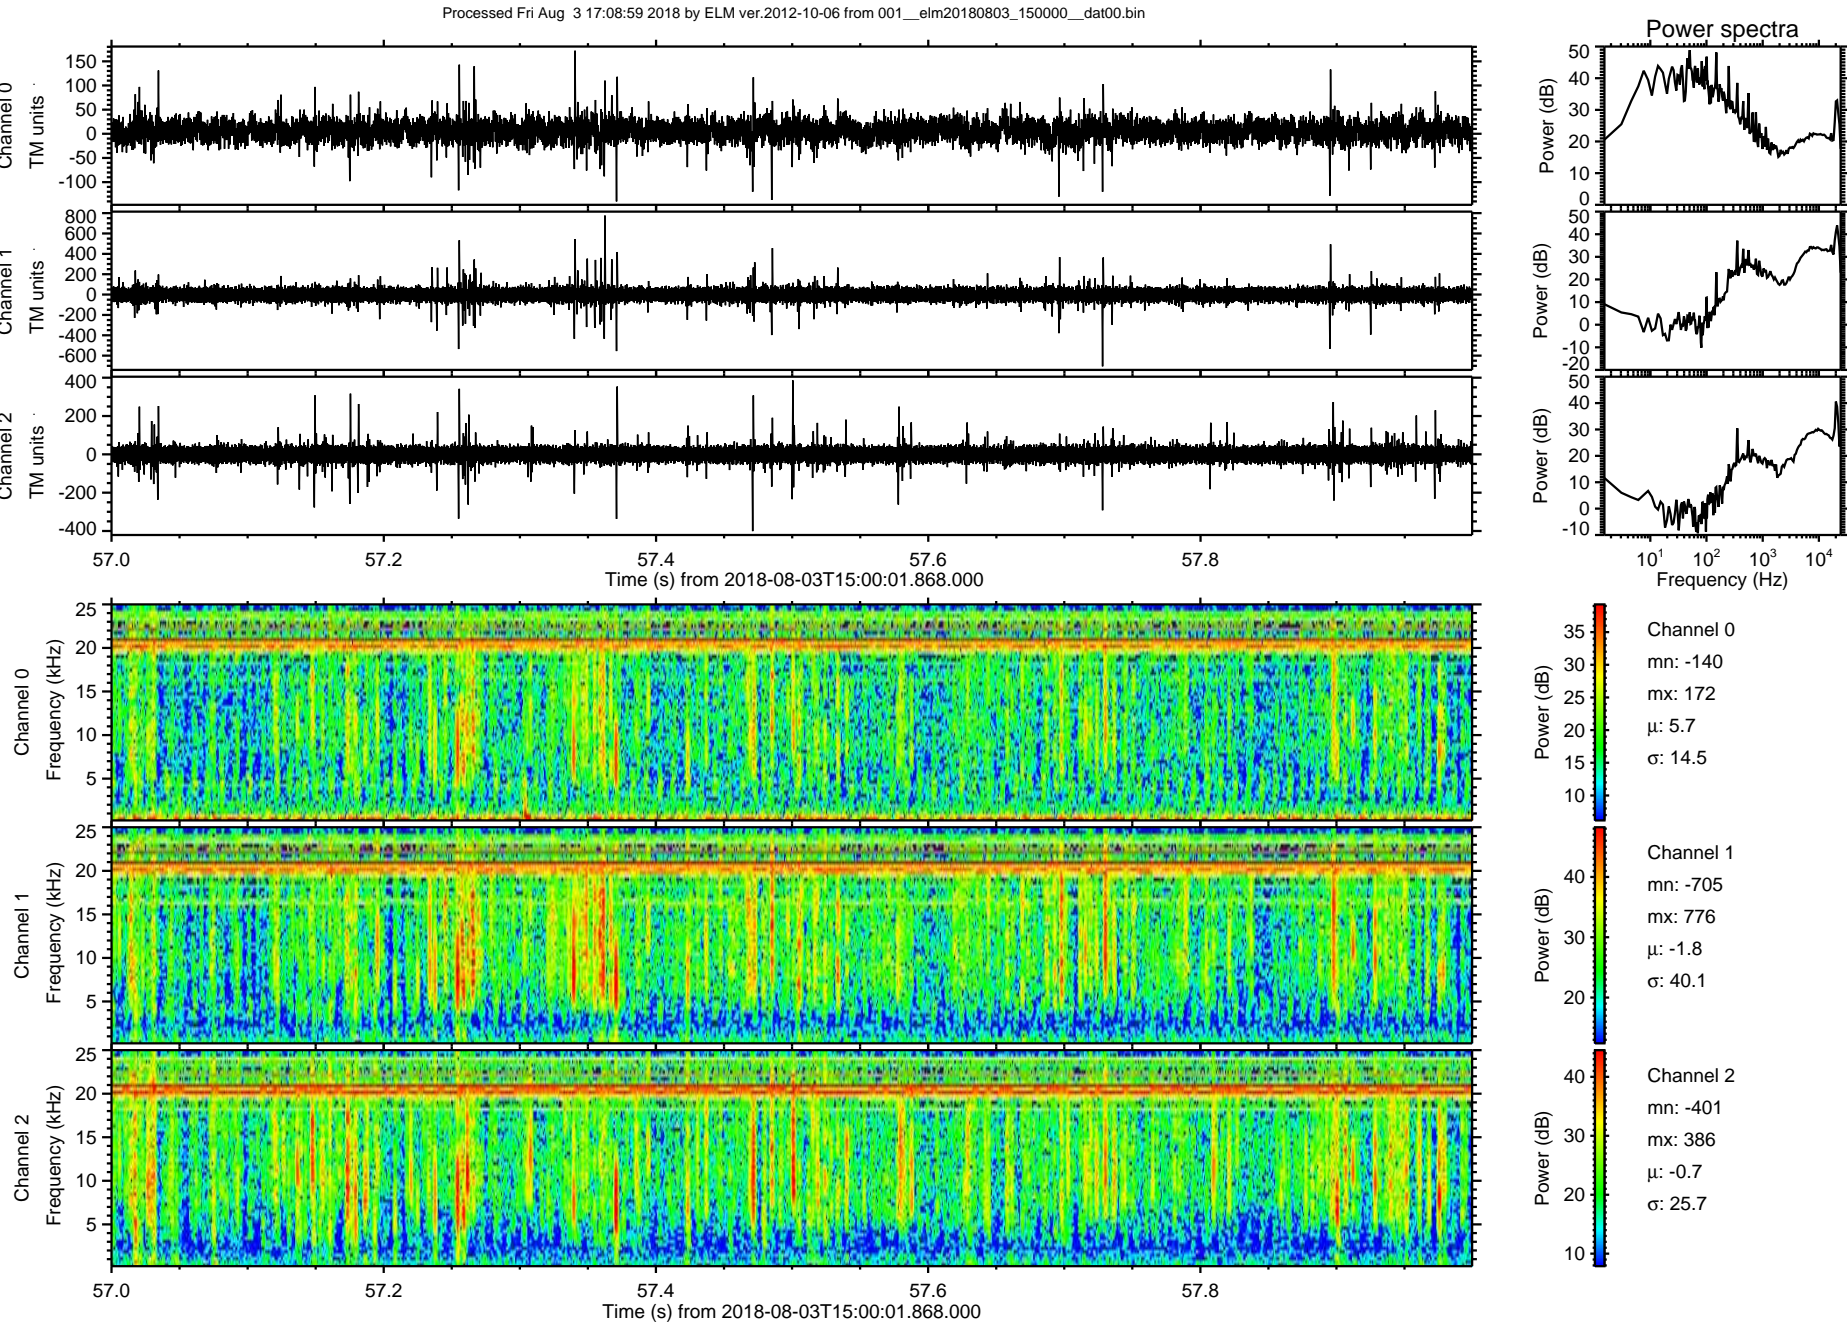 Processed Fri Aug  3 17:08:59 2018 by ELM ver.2012-10-06 from 001__elm20180803_150000__dat00.bin
Power spectra
Channel 0
TM units
150
100
50
0
-50
-100
Power (dB)
50
40
30
20
10
0
Channel 1
TM units
800
600
400
200
0
-200
-400
-600
Power (dB)
50
40
30
20
10
0
-10
-20
Channel 2
TM units
400
200
0
-200
-400
Power (dB)
50
40
30
20
10
0
-10
57.0 57.2 57.4 57.6 57.8
Time (s) from 2018-08-03T15:00:01.868.000
10¹ 10² 10³ 10⁴
Frequency (Hz)
Channel 0
Frequency (kHz)
25
20
15
10
5
Power (dB)
35
30
25
20
15
10
Channel 0
mn: -140
mx: 172
μ: 5.7
σ: 14.5
Channel 1
Frequency (kHz)
25
20
15
10
5
Power (dB)
40
30
20
Channel 1
mn: -705
mx: 776
μ: -1.8
σ: 40.1
Channel 2
Frequency (kHz)
25
20
15
10
5
Power (dB)
40
30
20
10
Channel 2
mn: -401
mx: 386
μ: -0.7
σ: 25.7
57.0 57.2 57.4 57.6 57.8
Time (s) from 2018-08-03T15:00:01.868.000